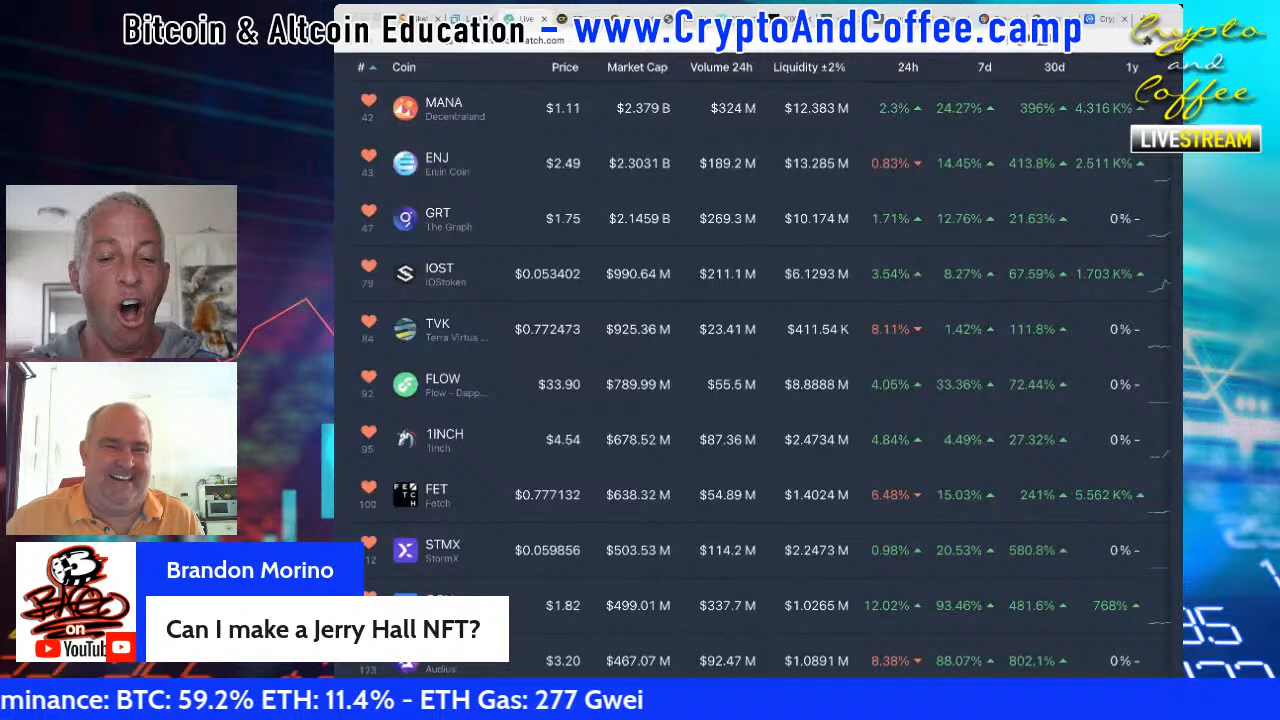 Bitcoin & Altcoin Education – www.CryptoAndCoffee.camp
Crypto
and
Coffee
LIVESTREAM
# Coin Price Market Cap Volume 24h Liquidity ±2% 24h 7d 30d 1y
MANA $1.11 $2.379 B $324 M $12.383 M 2.3% 24.27% 396% 4.316 K%
42 Decentraland
ENJ $2.49 $2.3031 B $189.2 M $13.285 M 0.83% 14.45% 413.8% 2.511 K%
43 Enjin Coin
GRT $1.75 $2.1459 B $269.3 M $10.174 M 1.71% 12.76% 21.63% 0% -
47 The Graph
IOST $0.053402 $990.64 M $211.1 M $6.1293 M 3.54% 8.27% 67.59% 1.703 K%
79 IOStoken
TVK $0.772473 $925.36 M $23.41 M $411.54 K 8.11% 1.42% 111.8% 0% -
84 Terra Virtua ...
FLOW $33.90 $789.99 M $55.5 M $8.8888 M 4.05% 33.36% 72.44% 0% -
92 Flow - Dapp...
1INCH $4.54 $678.52 M $87.36 M $2.4734 M 4.84% 4.49% 27.32% 0% -
95 1inch
FET $0.777132 $638.32 M $54.89 M $1.4024 M 6.48% 15.03% 241% 5.562 K%
100 Fetch
STMX $0.059856 $503.53 M $114.2 M $2.2473 M 0.98% 20.53% 580.8% 0% -
12 StormX
$1.82 $499.01 M $337.7 M $1.0265 M 12.02% 93.46% 481.6% 768%
$3.20 $467.07 M $92.47 M $1.0891 M 8.38% 88.07% 802.1% 0% -
123 Audius
on
YouTub
Brandon Morino
Can I make a Jerry Hall NFT?
minance: BTC: 59.2% ETH: 11.4% - ETH Gas: 277 Gwei